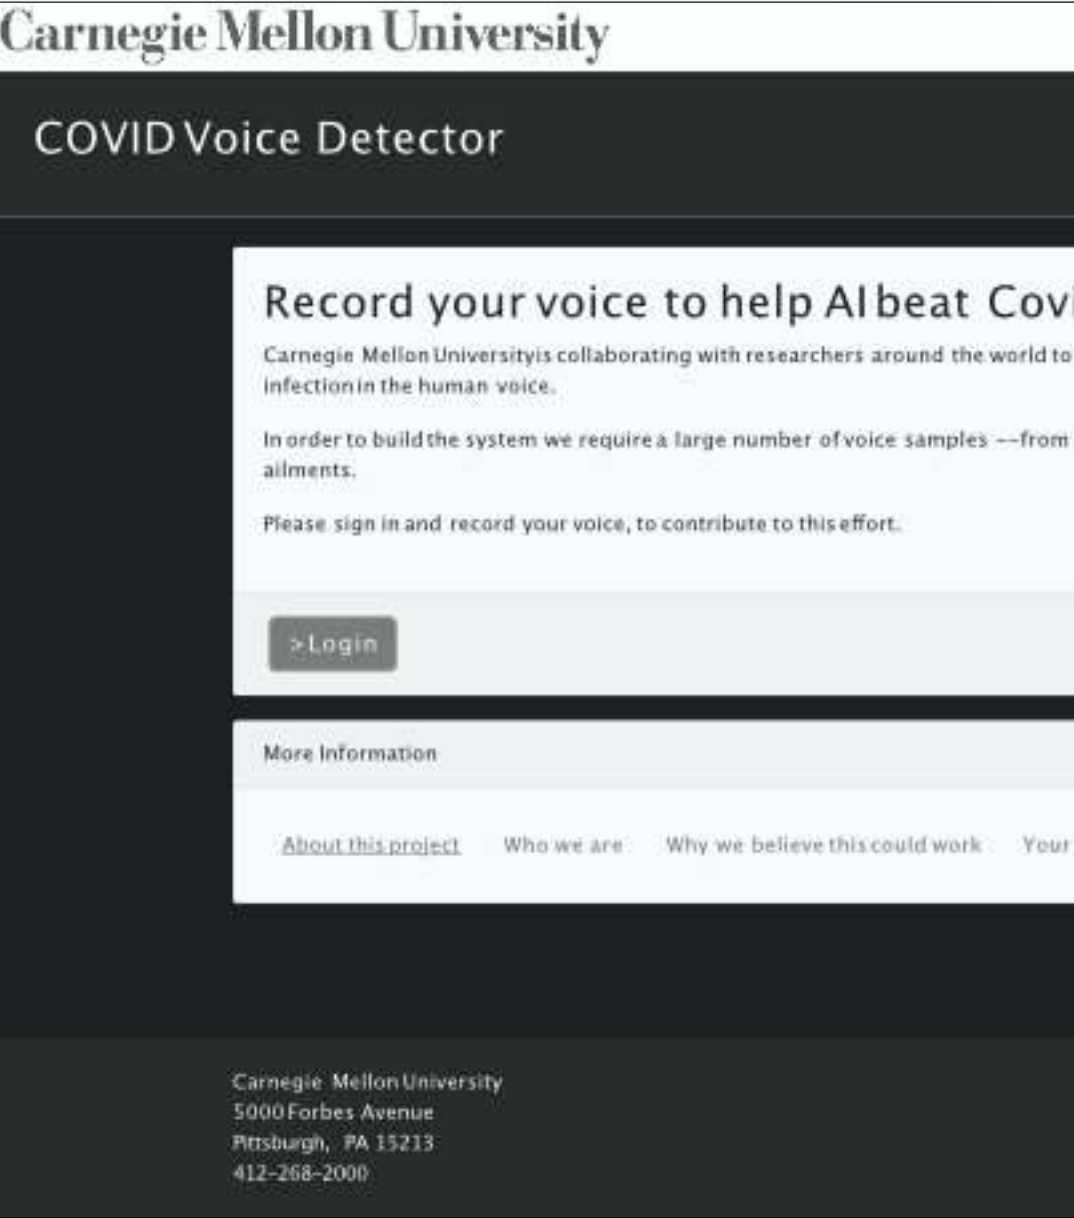 Carnegie Mellon University
COVID Voice Detector
Record your voice to help AI beat Covi
Carnegie Mellon University is collaborating with researchers around the world to
infection in the human voice.
In order to build the system we require a large number of voice samples --from
ailments.
Please sign in and record your voice, to contribute to this effort.
>Login
More Information
About this project Who we are Why we believe this could work Your
Carnegie Mellon University
5000 Forbes Avenue
Pittsburgh, PA 15213
412-268-2000